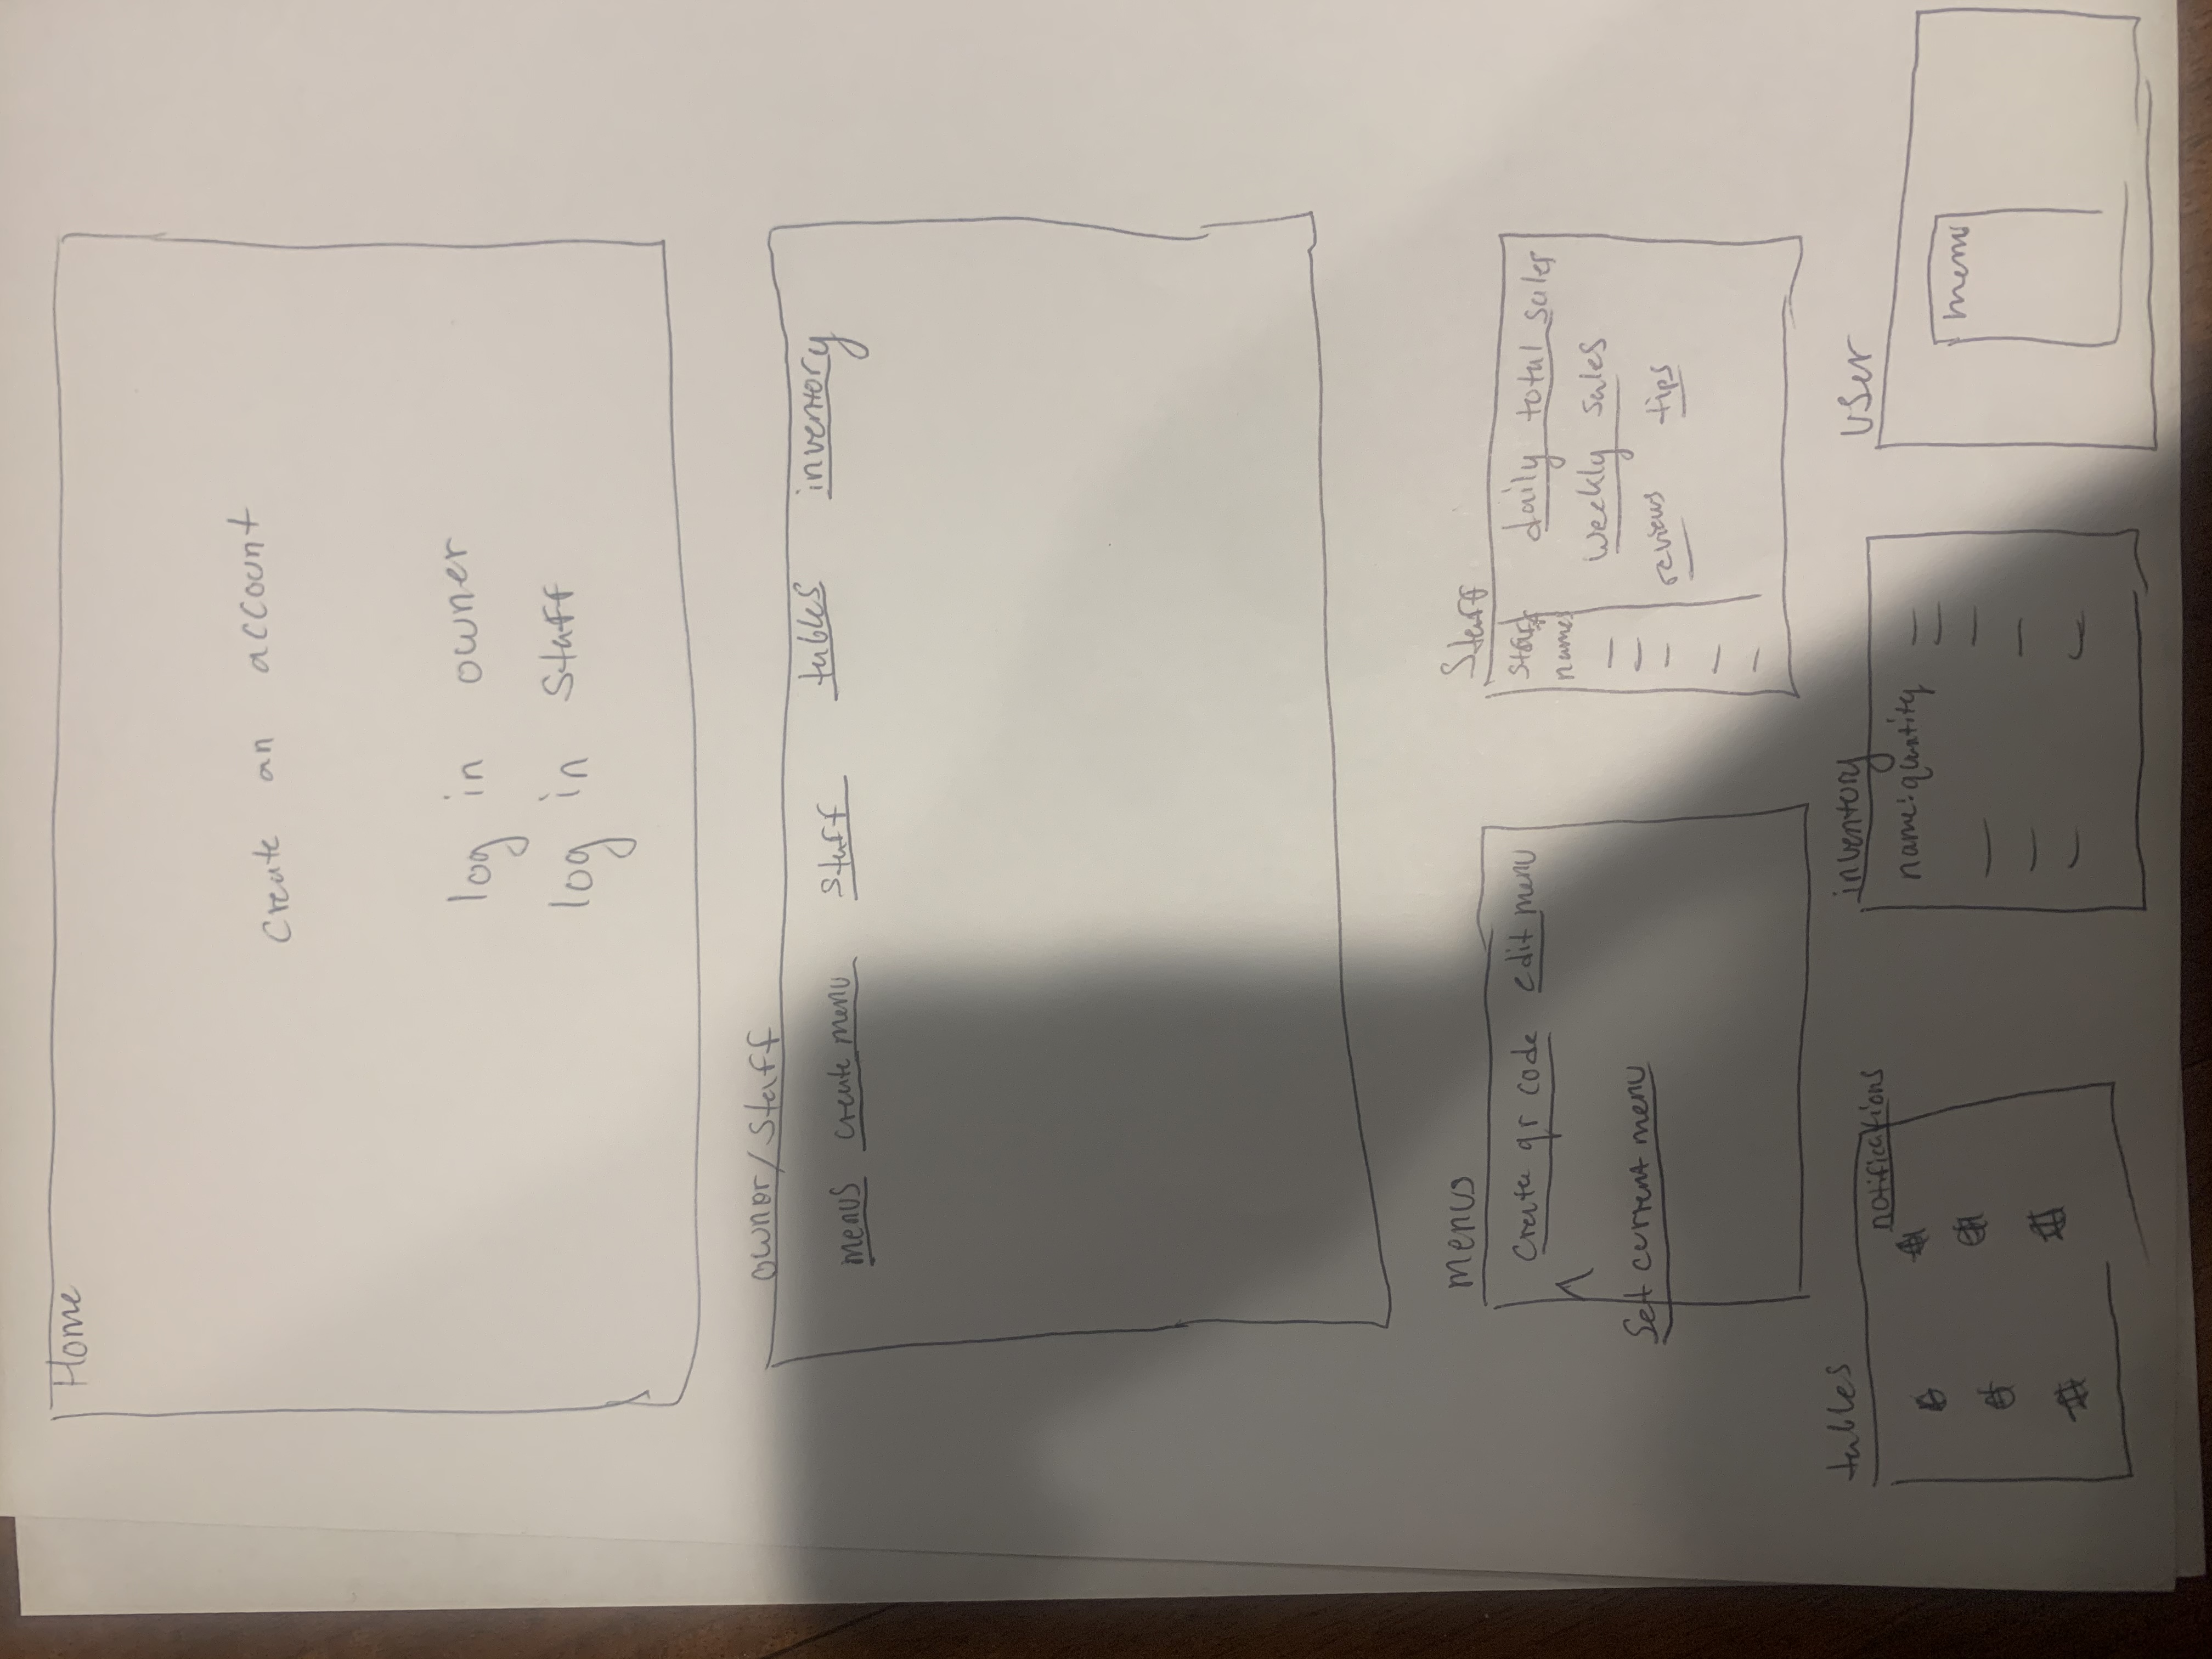 Home
Create an account
log in owner
log in Staff
owner/Staff
menus create menu staff tables inventory
menus
Create qr code edit menu
Set current menu
Staff
staff
names
daily total sales
weekly sales
reviews tips
tables
notifications
inventory
name:quantity
User
menu